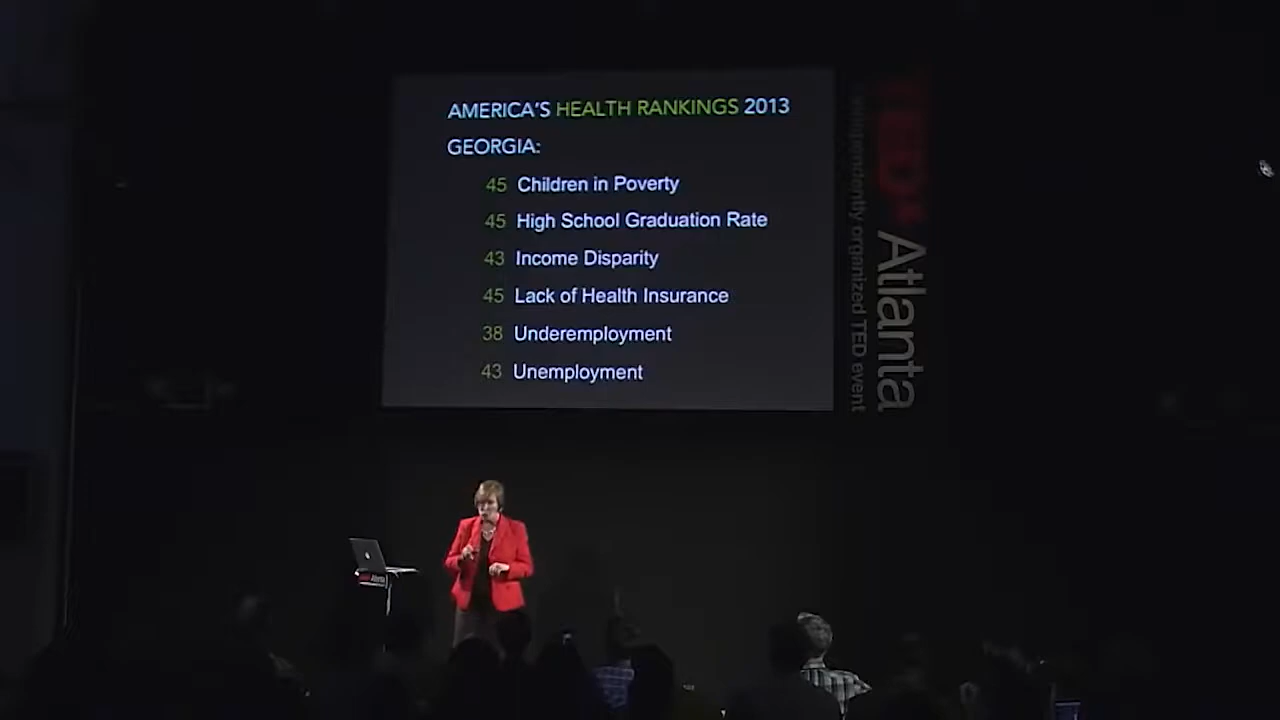 AMERICA'S HEALTH RANKINGS 2013
GEORGIA:
45 Children in Poverty
45 High School Graduation Rate
43 Income Disparity
45 Lack of Health Insurance
38 Underemployment
43 Unemployment
TEDx Atlanta
independently organized TED event